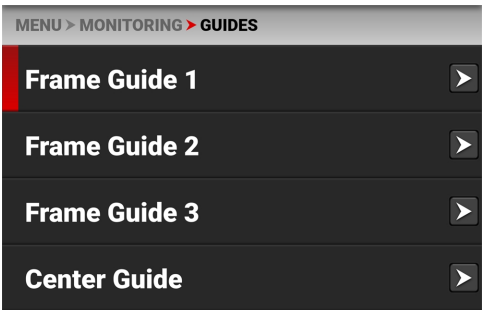 MENU > MONITORING > GUIDES
Frame Guide 1
Frame Guide 2
Frame Guide 3
Center Guide